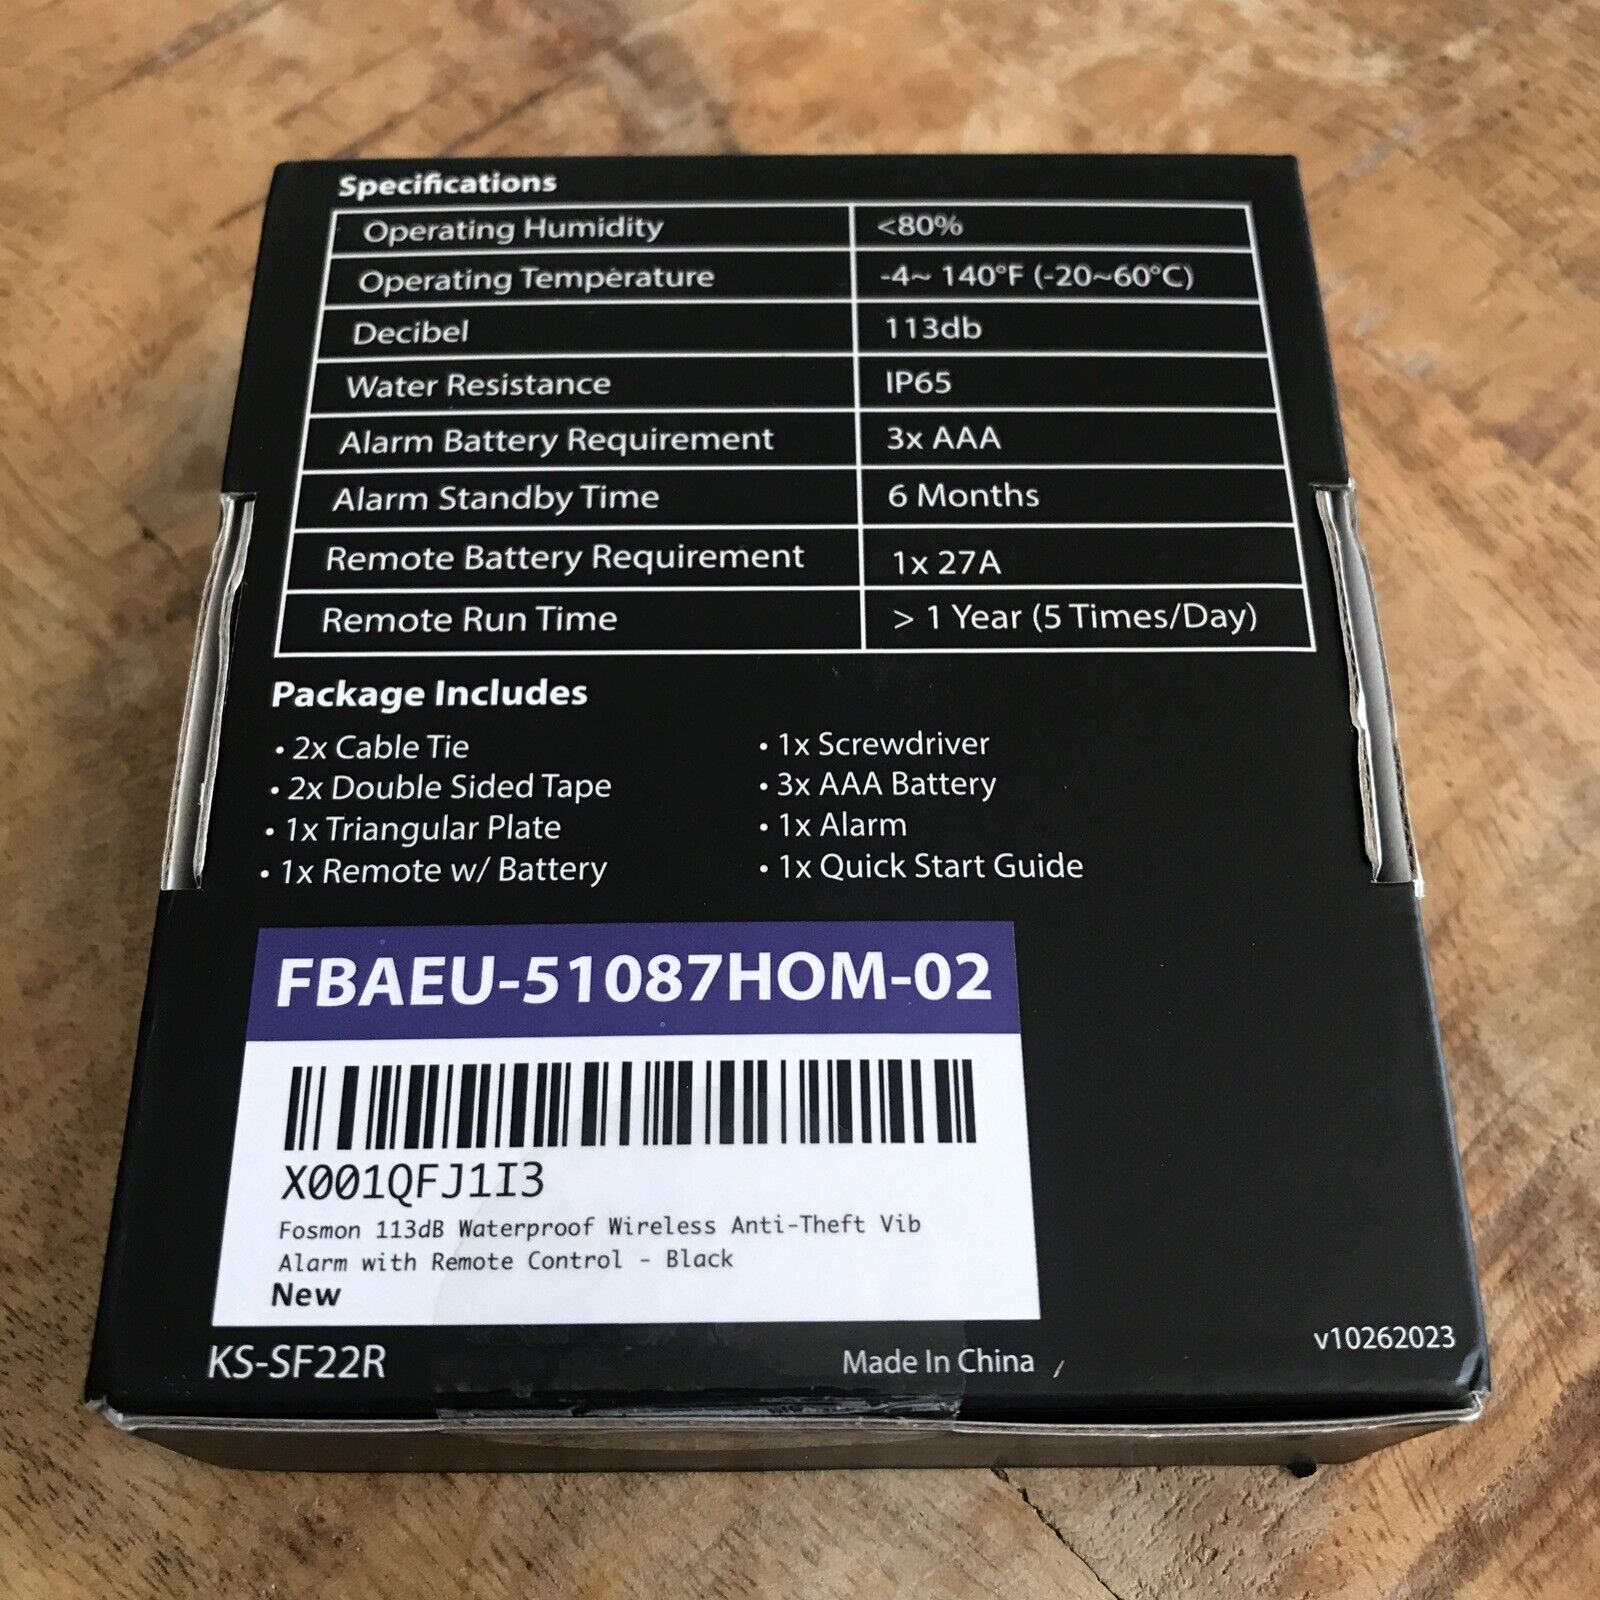 Specifications
Operating Humidity <80%
Operating Temperature -4~ 140°F (-20~60°C)
Decibel 113db
Water Resistance IP65
Alarm Battery Requirement 3x AAA
Alarm Standby Time 6 Months
Remote Battery Requirement 1x 27A
Remote Run Time > 1 Year (5 Times/Day)
Package Includes
• 2x Cable Tie
• 2x Double Sided Tape
• 1x Triangular Plate
• 1x Remote w/ Battery
• 1x Screwdriver
• 3x AAA Battery
• 1x Alarm
• 1x Quick Start Guide
FBAEU-51087HOM-02
X001QFJ1I3
Fosmon 113dB Waterproof Wireless Anti-Theft Vib
Alarm with Remote Control - Black
New
KS-SF22R
Made In China
v10262023